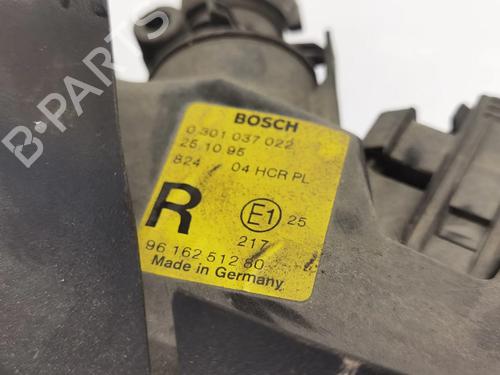 BOSCH
0 301 037 022
25 10 95
824 04 HCR PL
R E1 25
217
96 162 512 80
Made in Germany
B-PARTS